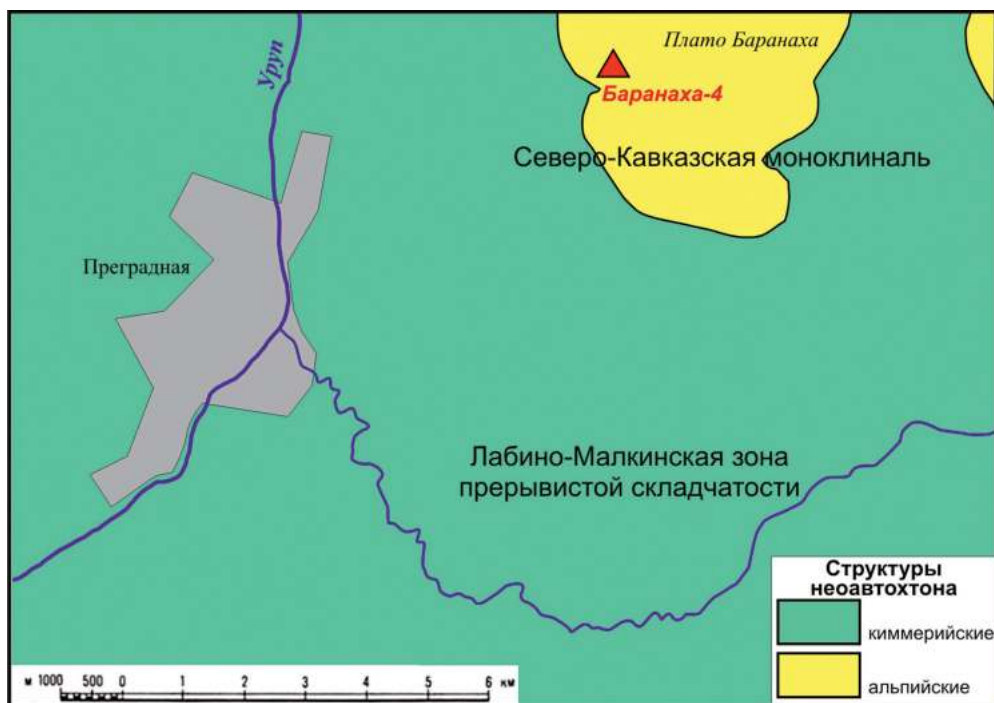 Уруп
Плато Баранаха
Баранаха-4
Северо-Кавказская моноклиналь
Преградная
Лабино-Малкинская зона
прерывистой складчатости
Структуры
неоавтохтона
киммерийские
альпийские
м 1000 500 0 1 2 3 4 5 6 км